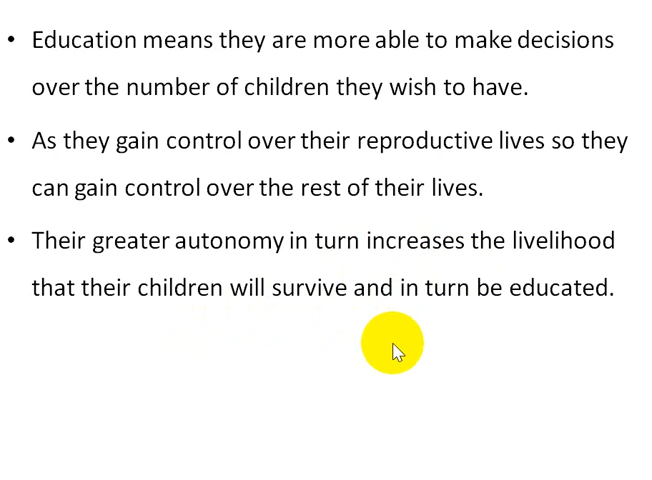 • Education means they are more able to make decisions
over the number of children they wish to have.
• As they gain control over their reproductive lives so they
can gain control over the rest of their lives.
• Their greater autonomy in turn increases the livelihood
that their children will survive and in turn be educated.